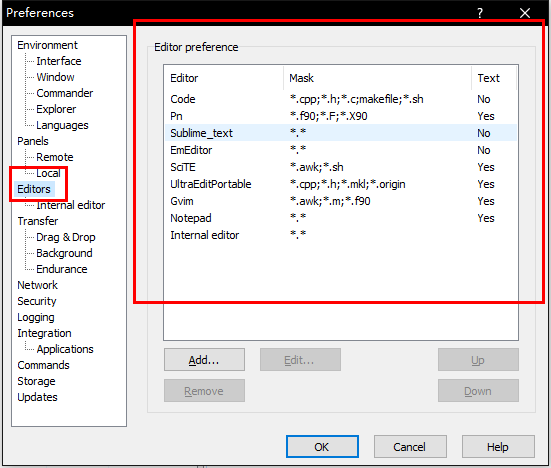 Preferences
?
Environment
Interface
Window
Commander
Explorer
Languages
Panels
Remote
Local
Editors
Internal editor
Transfer
Drag & Drop
Background
Endurance
Network
Security
Logging
Integration
Applications
Commands
Storage
Updates
Editor preference
Editor Mask Text
Code *.cpp;*.h;*.c;makefile;*.sh No
Pn *.f90;*.F;*.X90 Yes
Sublime_text *.* No
EmEditor *.* No
SciTE *.awk;*.sh Yes
UltraEditPortable *.cpp;*.h;*.mkl;*.origin Yes
Gvim *.awk;*.m;*.f90 Yes
Notepad *.* Yes
Internal editor *.*
Add... Edit... Up
Remove Down
OK Cancel Help